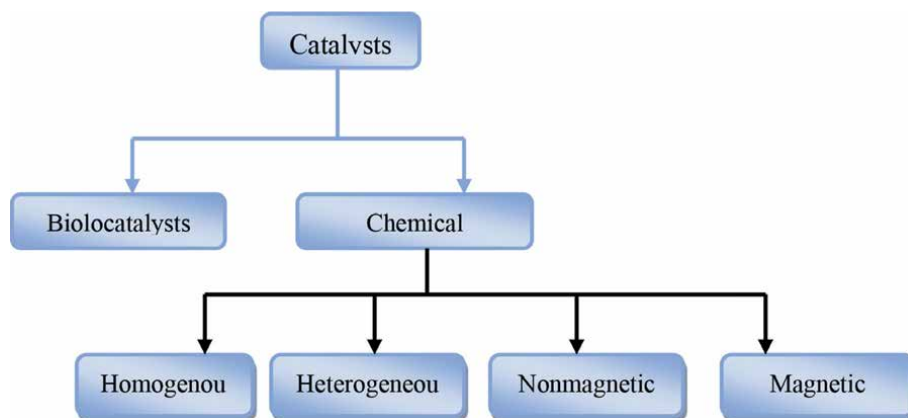 Catalysts
Biolocatalysts
Chemical
Homogenou
Heterogeneou
Nonmagnetic
Magnetic